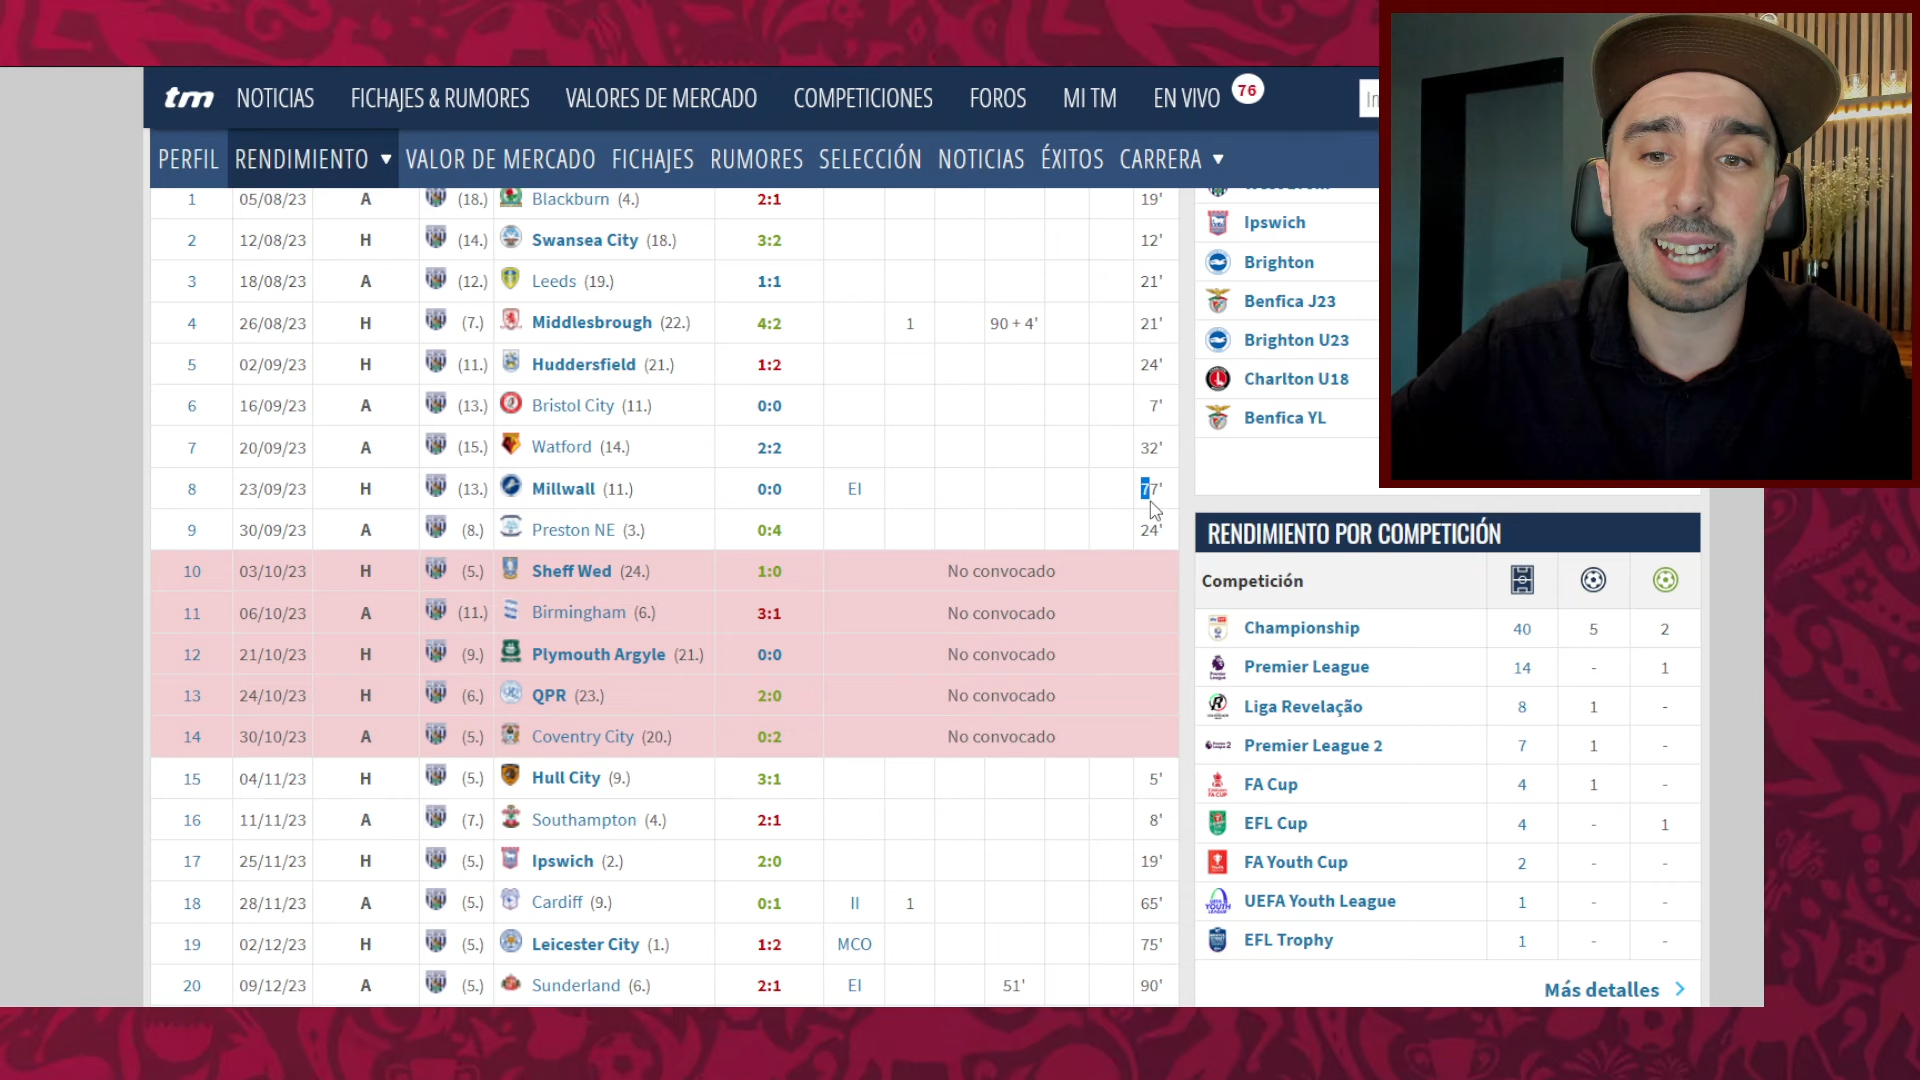 tm NOTICIAS FICHAJES & RUMORES VALORES DE MERCADO COMPETICIONES FOROS MI TM EN VIVO 76
PERFIL RENDIMIENTO VALOR DE MERCADO FICHAJES RUMORES SELECCIÓN NOTICIAS ÉXITOS CARRERA
1 05/08/23 A (18.) Blackburn (4.) 2:1 19'
2 12/08/23 H (14.) Swansea City (18.) 3:2 12'
3 18/08/23 A (12.) Leeds (19.) 1:1 21'
4 26/08/23 H (7.) Middlesbrough (22.) 4:2 1 90 + 4' 21'
5 02/09/23 H (11.) Huddersfield (21.) 1:2 24'
6 16/09/23 A (13.) Bristol City (11.) 0:0 7'
7 20/09/23 A (15.) Watford (14.) 2:2 32'
8 23/09/23 H (13.) Millwall (11.) 0:0 EI 77'
9 30/09/23 A (8.) Preston NE (3.) 0:4 24'
10 03/10/23 H (5.) Sheff Wed (24.) 1:0 No convocado
11 06/10/23 A (11.) Birmingham (6.) 3:1 No convocado
12 21/10/23 H (9.) Plymouth Argyle (21.) 0:0 No convocado
13 24/10/23 H (6.) QPR (23.) 2:0 No convocado
14 30/10/23 A (5.) Coventry City (20.) 0:2 No convocado
15 04/11/23 H (5.) Hull City (9.) 3:1 5'
16 11/11/23 A (7.) Southampton (4.) 2:1 8'
17 25/11/23 H (5.) Ipswich (2.) 2:0 19'
18 28/11/23 A (5.) Cardiff (9.) 0:1 II 1 65'
19 02/12/23 H (5.) Leicester City (1.) 1:2 MCO 75'
20 09/12/23 A (5.) Sunderland (6.) 2:1 EI 51' 90'
Ipswich
Brighton
Benfica J23
Brighton U23
Charlton U18
Benfica YL
RENDIMIENTO POR COMPETICIÓN
Competición
Championship 40 5 2
Premier League 14 - 1
Liga Revelação 8 1 -
Premier League 2 7 1 -
FA Cup 4 1 -
EFL Cup 4 - 1
FA Youth Cup 2 - -
UEFA Youth League 1 - -
EFL Trophy 1 - -
Más detalles